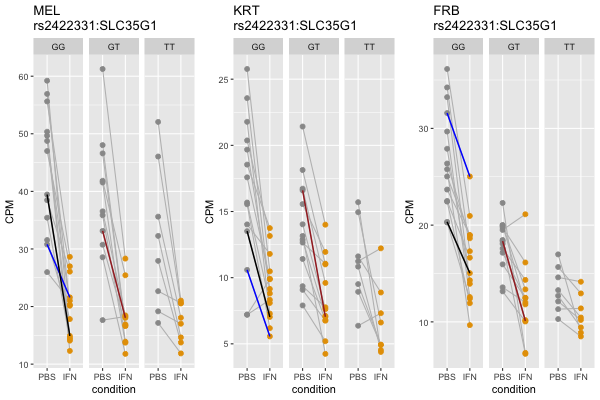 MEL
rs2422331:SLC35G1
GG GT TT
CPM
60
50
40
30
20
10
PBS IFN PBS IFN PBS IFN
condition
KRT
rs2422331:SLC35G1
GG GT TT
CPM
25
20
15
10
5
PBS IFN PBS IFN PBS IFN
condition
FRB
rs2422331:SLC35G1
GG GT TT
CPM
30
20
10
PBS IFN PBS IFN PBS IFN
condition